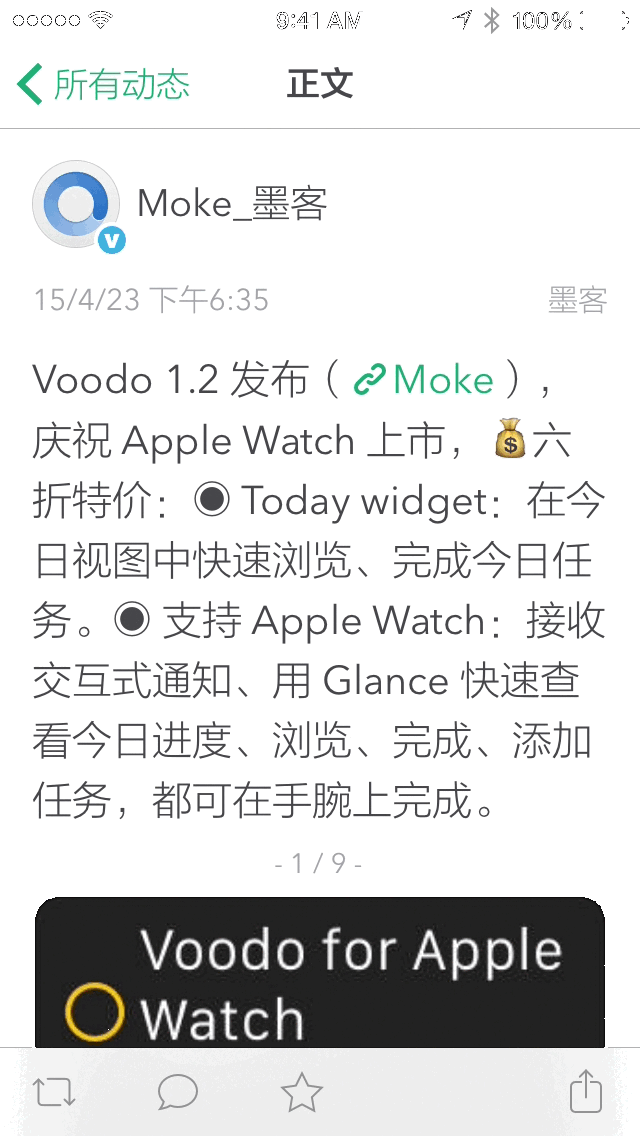 9:41 AM 100%
所有动态 正文
Moke_墨客
15/4/23 下午6:35 墨客
Voodo 1.2 发布（Moke），
庆祝 Apple Watch 上市，💰六
折特价：◉ Today widget：在今
日视图中快速浏览、完成今日任
务。◉ 支持 Apple Watch：接收
交互式通知、用 Glance 快速查
看今日进度、浏览、完成、添加
任务，都可在手腕上完成。
- 1 / 9 -
Voodo for Apple
Watch